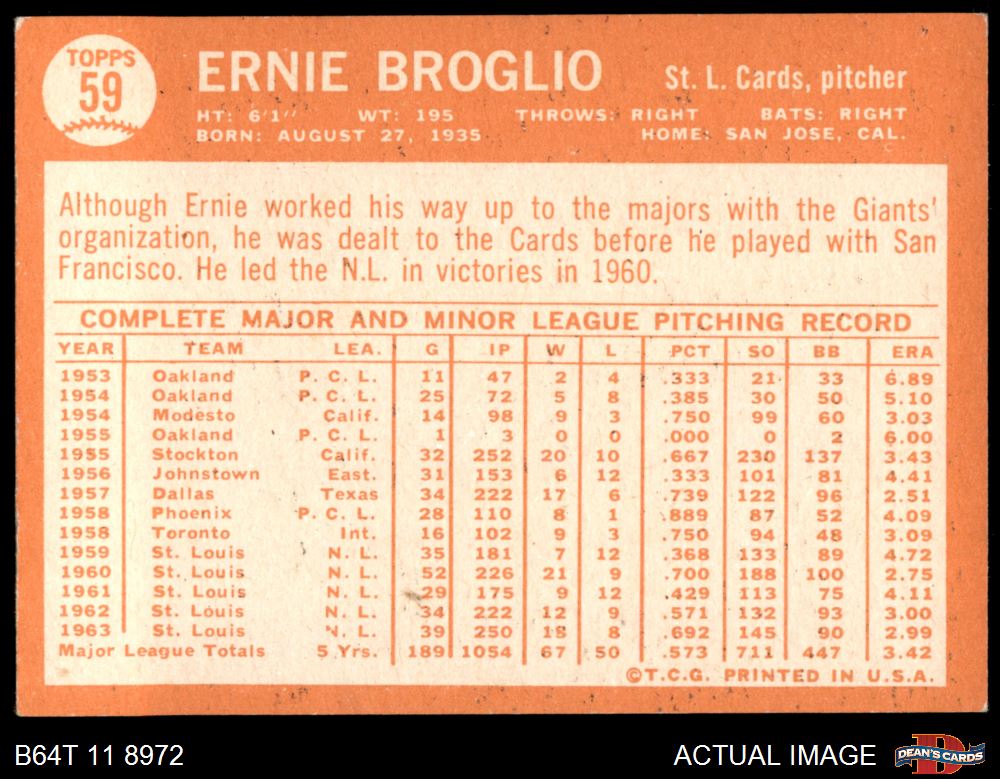 TOPPS
59
ERNIE BROGLIO St. L. Cards, pitcher
HT: 6'1" WT: 195 THROWS: RIGHT BATS: RIGHT
BORN: AUGUST 27, 1935 HOME: SAN JOSE, CAL.
Although Ernie worked his way up to the majors with the Giants'
organization, he was dealt to the Cards before he played with San
Francisco. He led the N.L. in victories in 1960.
COMPLETE MAJOR AND MINOR LEAGUE PITCHING RECORD
YEAR TEAM LEA. G IP W L PCT SO BB ERA
1953 Oakland P. C. L. 11 47 2 4 .333 21 33 6.89
1954 Oakland P. C. L. 25 72 5 8 .385 30 50 5.10
1954 Modesto Calif. 14 98 9 3 .750 99 60 3.03
1955 Oakland P. C. L. 1 3 0 0 .000 0 2 6.00
1955 Stockton Calif. 32 252 20 10 .667 230 137 3.43
1956 Johnstown East. 31 153 6 12 .333 101 81 4.41
1957 Dallas Texas 34 222 17 6 .739 122 96 2.51
1958 Phoenix P. C. L. 28 110 8 1 .889 87 52 4.09
1958 Toronto Int. 16 102 9 3 .750 94 48 3.09
1959 St. Louis N. L. 35 181 7 12 .368 133 89 4.72
1960 St. Louis N. L. 52 226 21 9 .700 188 100 2.75
1961 St. Louis N. L. 29 175 9 12 .429 113 75 4.11
1962 St. Louis N. L. 34 222 12 9 .571 132 93 3.00
1963 St. Louis N. L. 39 250 18 8 .692 145 90 2.99
Major League Totals 5 Yrs. 189 1054 67 50 .573 711 447 3.42
©T.C.G. PRINTED IN U.S.A.
B64T 11 8972 ACTUAL IMAGE DEAN'S CARDS